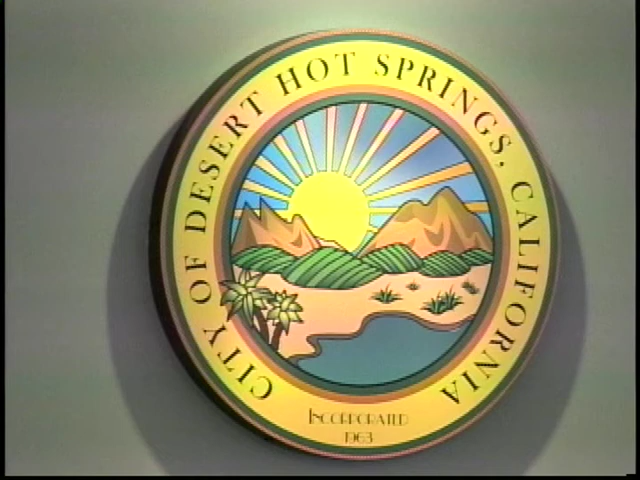 CITY OF DESERT HOT SPRINGS, CALIFORNIA
INCORPORATED
1963